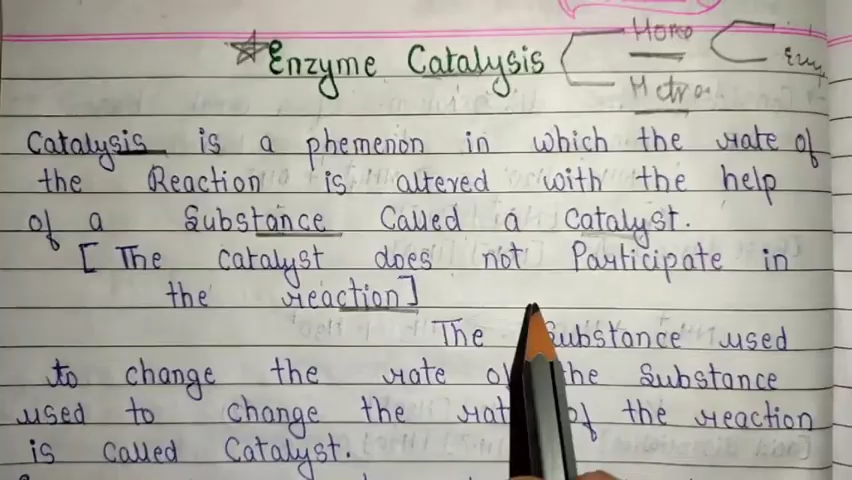 Enzyme Catalysis
Homo
Hetro
Catalysis is a phemenon in which the rate of
the Reaction is altered with the help
of a Substance Called a Catalyst.
[ The catalyst does not Participate in
the reaction]
The Substance used
to change the rate of the Substance
used to change the rate of the reaction
is called Catalyst.